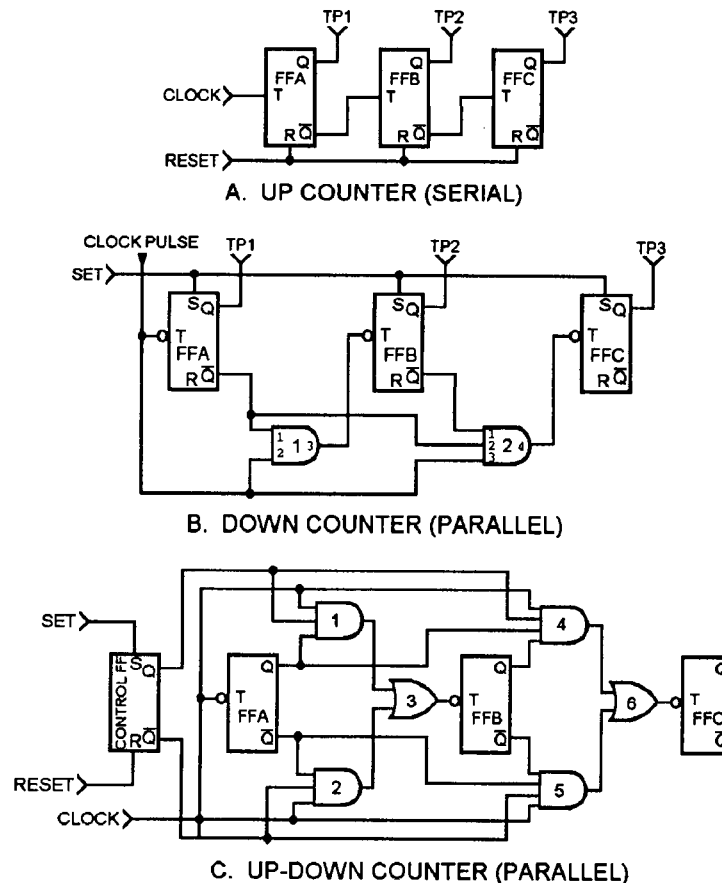 TP1 TP2 TP3
Q Q Q
FFA FFB FFC
CLOCK T T T
R Q̅ R Q̅ R Q̅
RESET
A. UP COUNTER (SERIAL)
CLOCK PULSE TP1 TP2 TP3
SET
S Q S Q S Q
T T T
FFA FFB FFC
R Q̅ R Q̅ R Q̅
1 2 1 3 1 2 3 2 4
B. DOWN COUNTER (PARALLEL)
SET 1 4
CONTROL FF S Q R Q̅
Q Q Q
T T T
FFA 3 FFB 6 FFC
Q̅ Q̅ Q̅
2 5
RESET
CLOCK
C. UP-DOWN COUNTER (PARALLEL)